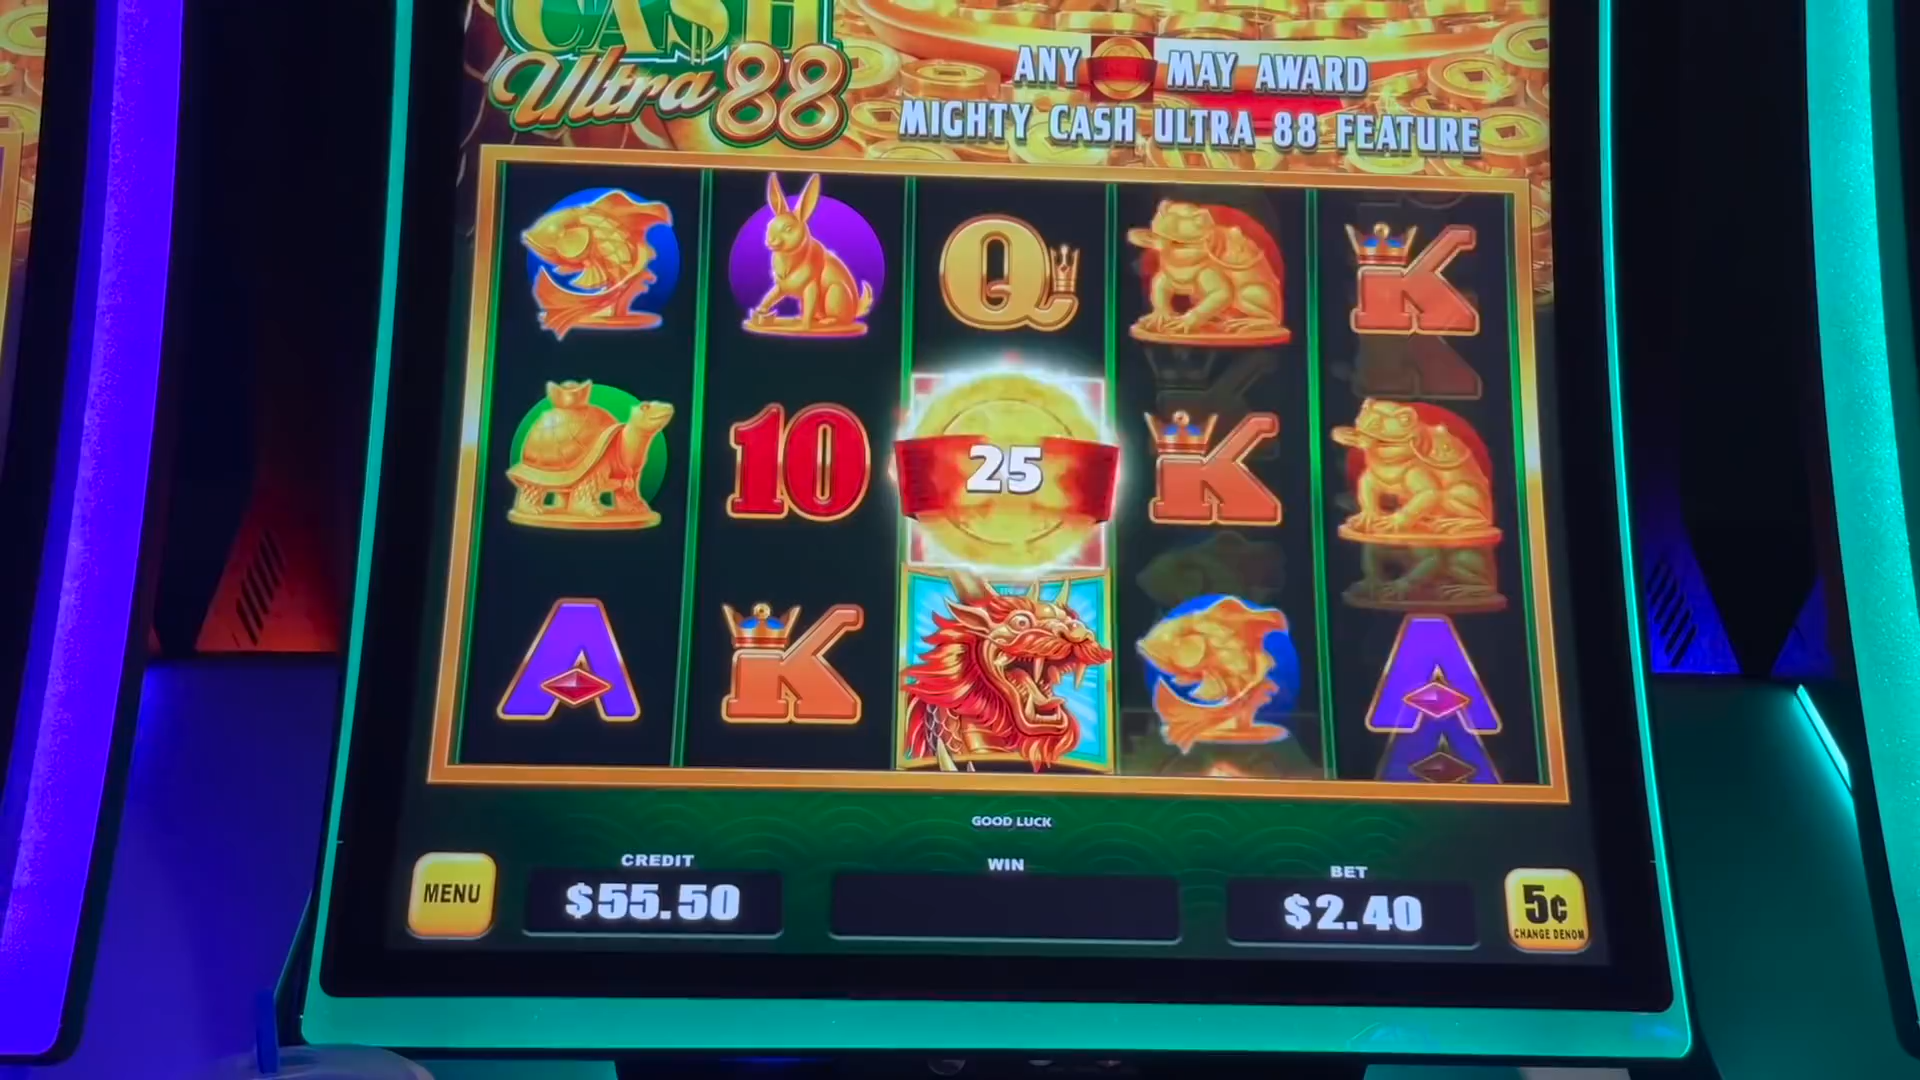 CASH
Ultra 88
ANY MAY AWARD
MIGHTY CASH ULTRA 88 FEATURE
Q K
10 25 K
A K A
GOOD LUCK
MENU
CREDIT
$55.50
WIN
BET
$2.40
5¢
CHANGE DENOM